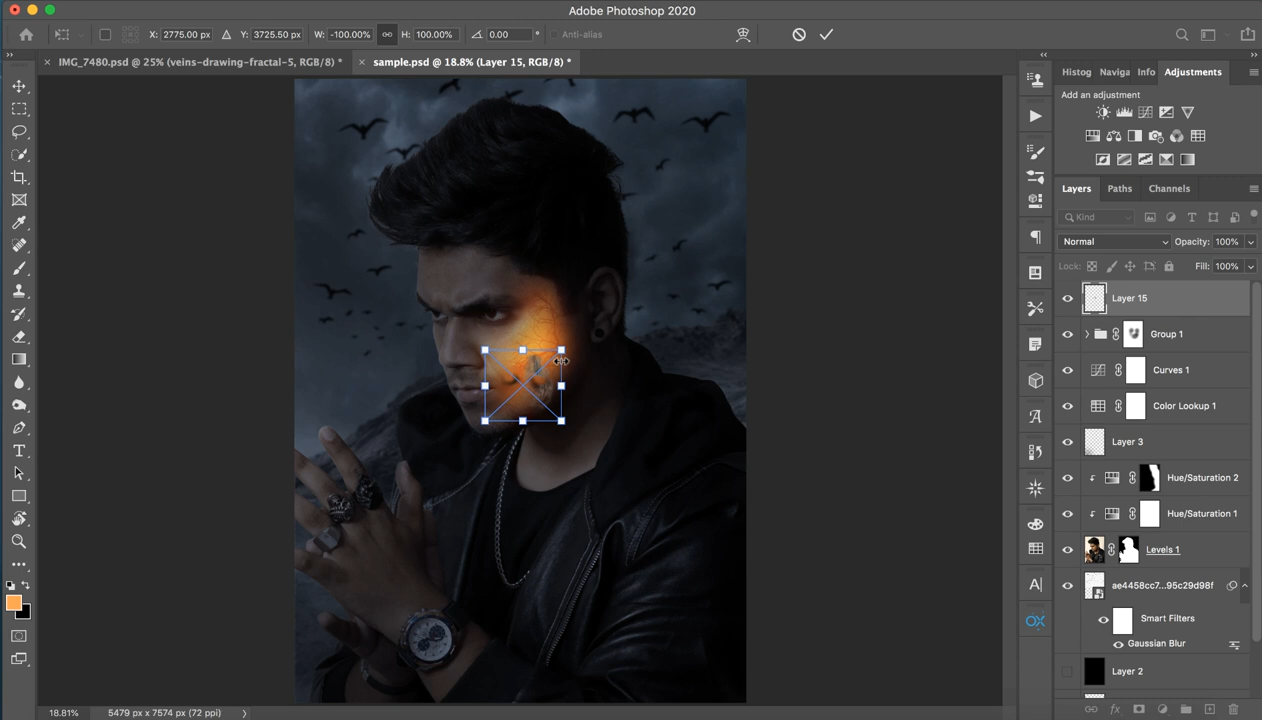 Adobe Photoshop 2020
X: 2775.00 px Y: 3725.50 px W: -100.00% H: 100.00% 0.00 ° Anti-alias
× IMG_7480.psd @ 25% (veins-drawing-fractal-5, RGB/8) * × sample.psd @ 18.8% (Layer 15, RGB/8) *
Histog Naviga Info Adjustments
Add an adjustment
Layers Paths Channels
Kind
Normal Opacity: 100%
Lock: Fill: 100%
Layer 15
Group 1
Curves 1
Color Lookup 1
Layer 3
Hue/Saturation 2
Hue/Saturation 1
Levels 1
ae4458cc7...95c29d98f
Smart Filters
Gaussian Blur
Layer 2
18.81% 5479 px x 7574 px (72 ppi)